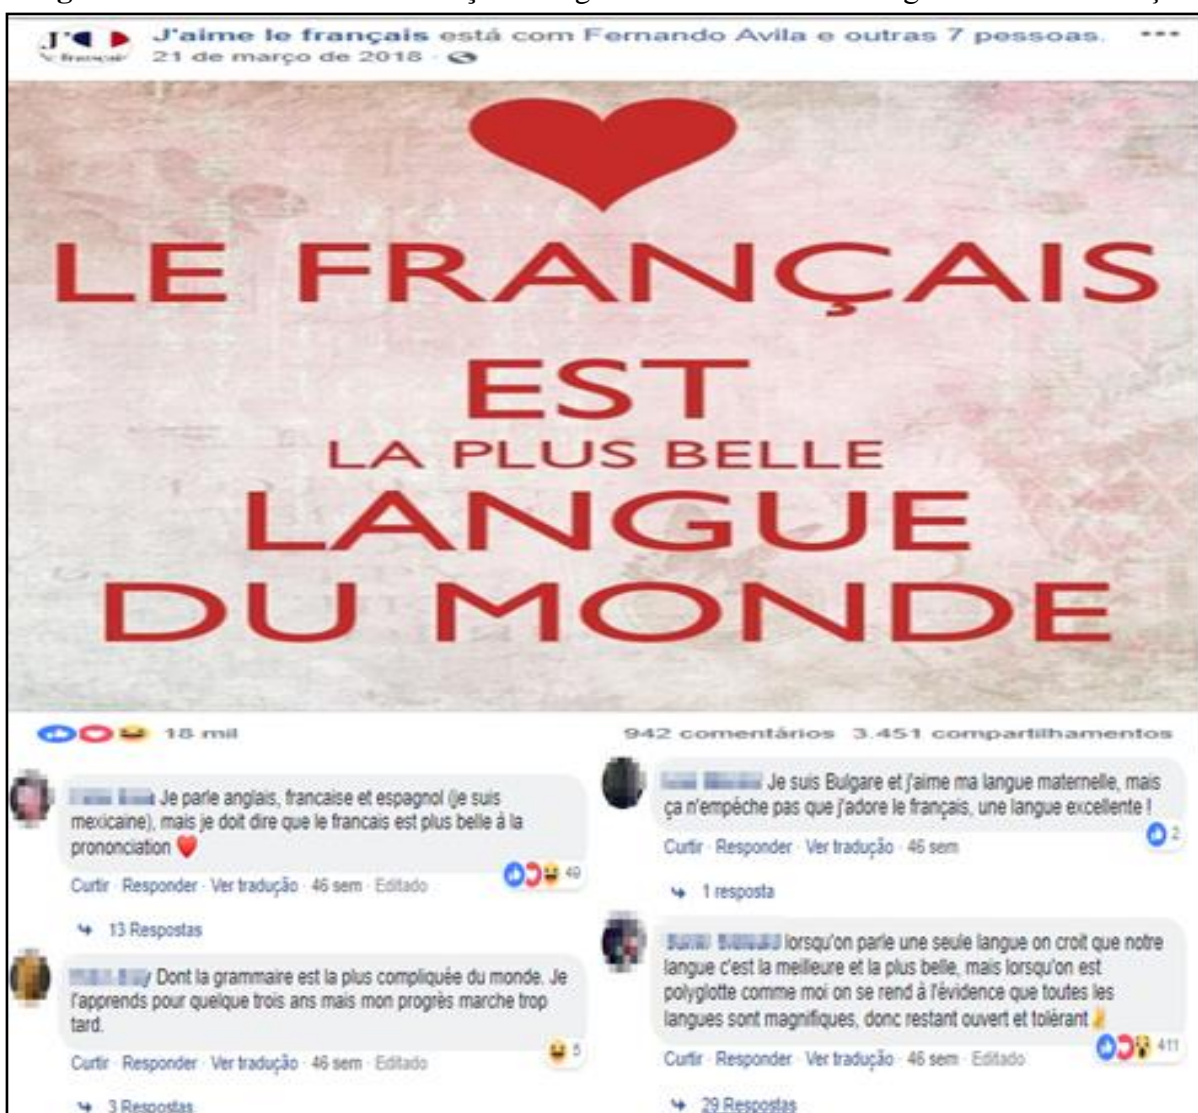 J'aime le français está com Fernando Avila e outras 7 pessoas.
21 de março de 2018
LE FRANÇAIS
EST
LA PLUS BELLE
LANGUE
DU MONDE
18 mil
942 comentários 3.451 compartilhamentos
Je parle anglais, francaise et espagnol (je suis
mexicaine), mais je doit dire que le francais est plus belle à la
prononciation
49
Curtir · Responder · Ver tradução · 46 sem · Editado
13 Respostas
Dont la grammaire est la plus compliquée du monde. Je
l'apprends pour quelque trois ans mais mon progrès marche trop
tard.
5
Curtir · Responder · Ver tradução · 46 sem · Editado
3 Respostas
Je suis Bulgare et j'aime ma langue maternelle, mais
ça n'empêche pas que j'adore le français, une langue excellente !
2
Curtir · Responder · Ver tradução · 46 sem
1 resposta
lorsqu'on parle une seule langue on croit que notre
langue c'est la meilleure et la plus belle, mais lorsqu'on est
polyglotte comme moi on se rend à l'évidence que toutes les
langues sont magnifiques, donc restant ouvert et tolérant
411
Curtir · Responder · Ver tradução · 46 sem · Editado
29 Respostas